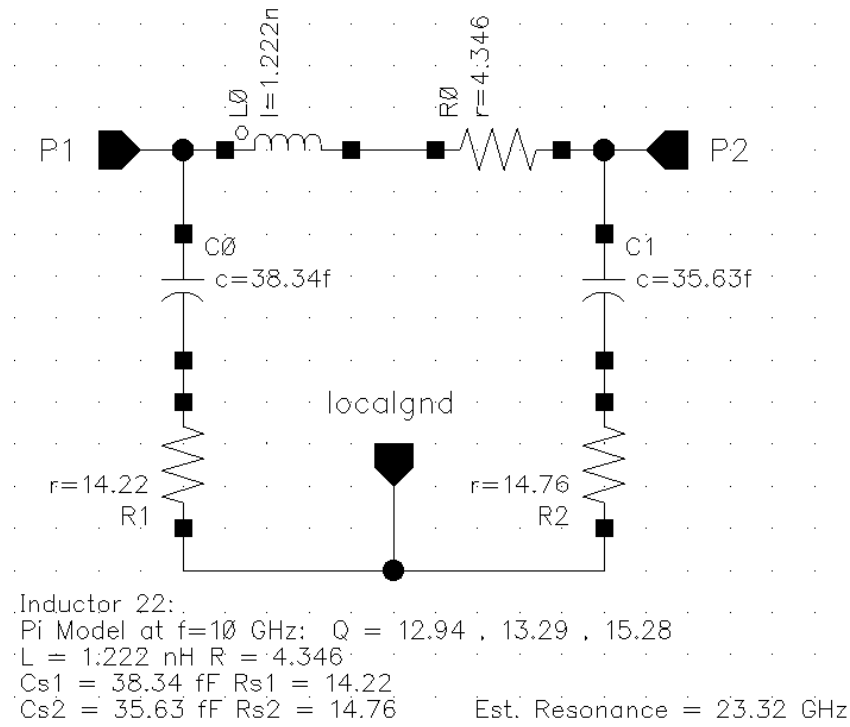 L0
l=1.222n
R0
r=4.346
P1
P2
C0
c=38.34f
C1
c=35.63f
localgnd
r=14.22
R1
r=14.76
R2
Inductor 22:
Pi Model at f=10 GHz: Q = 12.94 , 13.29 , 15.28
L = 1.222 nH R = 4.346
Cs1 = 38.34 fF Rs1 = 14.22
Cs2 = 35.63 fF Rs2 = 14.76 Est. Resonance = 23.32 GHz